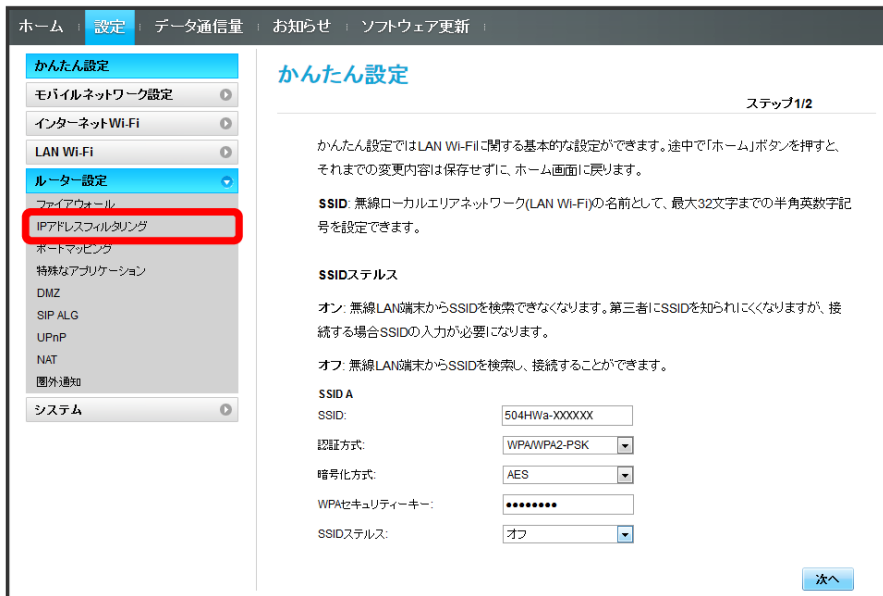 ホーム 設定 データ通信量 お知らせ ソフトウェア更新
かんたん設定
モバイルネットワーク設定
インターネットWi-Fi
LAN Wi-Fi
ルーター設定
ファイアウォール
IPアドレスフィルタリング
ポートマッピング
特殊なアプリケーション
DMZ
SIP ALG
UPnP
NAT
圏外通知
システム
かんたん設定
ステップ1/2
かんたん設定ではLAN Wi-Fiに関する基本的な設定ができます。途中で「ホーム」ボタンを押すと、
それまでの変更内容は保存せずに、ホーム画面に戻ります。
SSID: 無線ローカルエリアネットワーク(LAN Wi-Fi)の名前として、最大32文字までの半角英数字記
号を設定できます。
SSIDステルス
オン: 無線LAN端末からSSIDを検索できなくなります。第三者にSSIDを知られにくくなりますが、接
続する場合SSIDの入力が必要になります。
オフ: 無線LAN端末からSSIDを検索し、接続することができます。
SSID A
SSID: 504HWa-XXXXXX
認証方式: WPA/WPA2-PSK
暗号化方式: AES
WPAセキュリティーキー: ●●●●●●●●
SSIDステルス: オフ
次へ